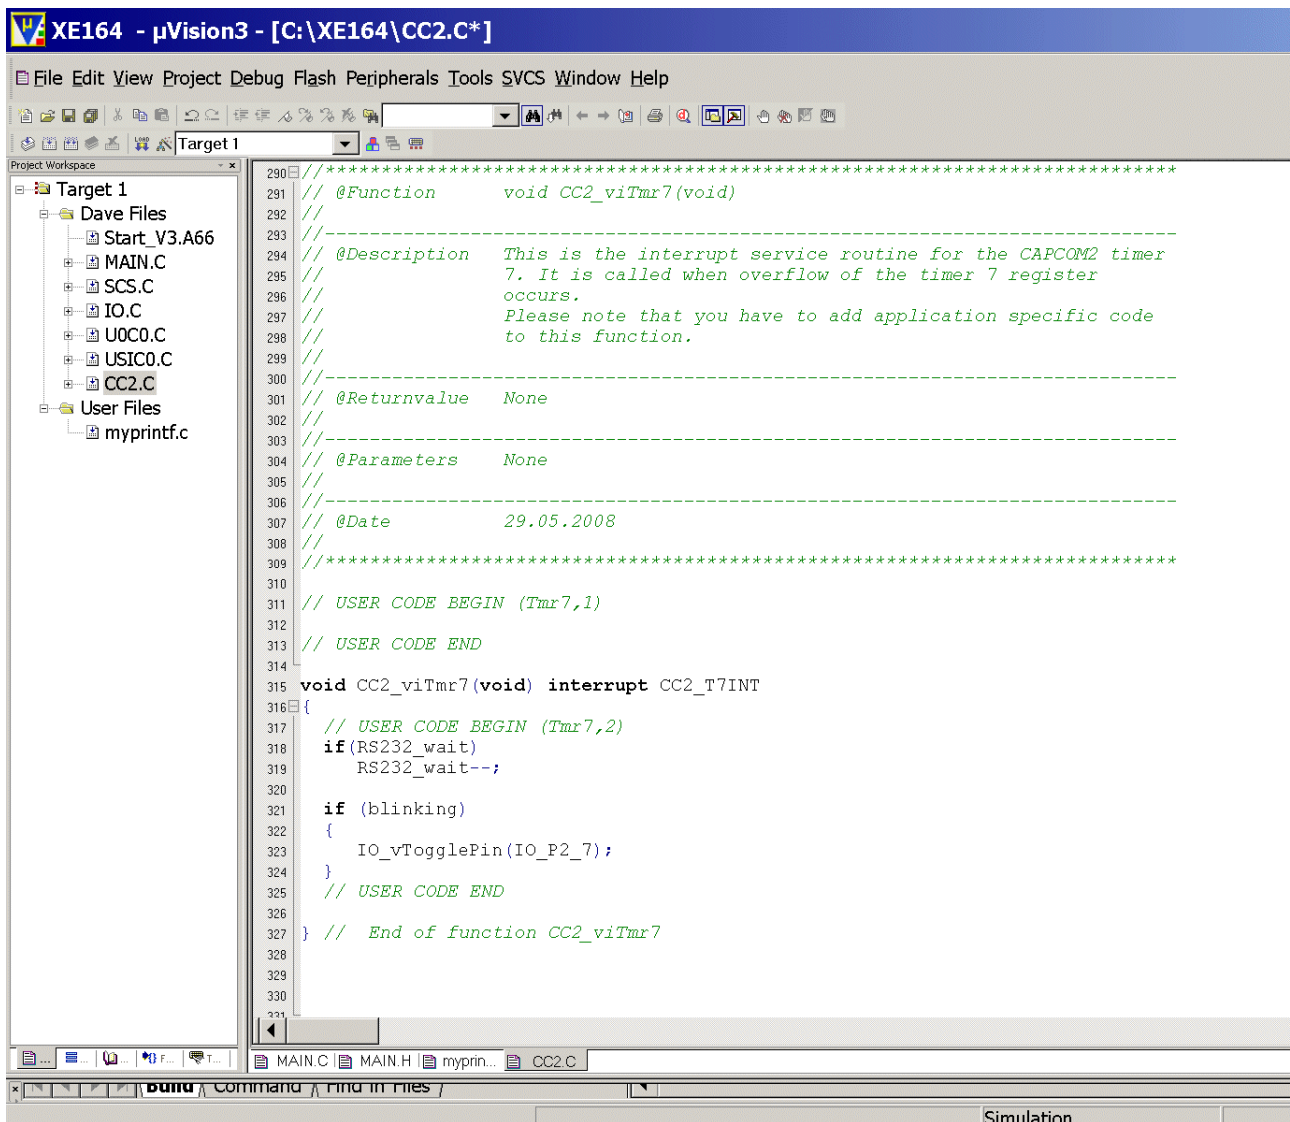 XE164 - µVision3 - [C:\XE164\CC2.C*]
File Edit View Project Debug Flash Peripherals Tools SVCS Window Help
Target 1
Project Workspace
Target 1
Dave Files
Start_V3.A66
MAIN.C
SCS.C
IO.C
U0C0.C
USIC0.C
CC2.C
User Files
myprintf.c
290 //****************************************************************************
291 // @Function      void CC2_viTmr7(void)
292 //
293 //----------------------------------------------------------------------------
294 // @Description   This is the interrupt service routine for the CAPCOM2 timer
295 //                7. It is called when overflow of the timer 7 register
296 //                occurs.
297 //                Please note that you have to add application specific code
298 //                to this function.
299 //
300 //----------------------------------------------------------------------------
301 // @Returnvalue   None
302 //
303 //----------------------------------------------------------------------------
304 // @Parameters    None
305 //
306 //----------------------------------------------------------------------------
307 // @Date          29.05.2008
308 //
309 //****************************************************************************
310
311 // USER CODE BEGIN (Tmr7,1)
312
313 // USER CODE END
314
315 void CC2_viTmr7(void) interrupt CC2_T7INT
316 {
317   // USER CODE BEGIN (Tmr7,2)
318   if(RS232_wait)
319      RS232_wait--;
320
321   if (blinking)
322   {
323      IO_vTogglePin(IO_P2_7);
324   }
325   // USER CODE END
326
327 } //  End of function CC2_viTmr7
328
329
330
331
... ... ... F... T...
MAIN.C MAIN.H myprin... CC2.C
Build Command Find in Files
Simulation